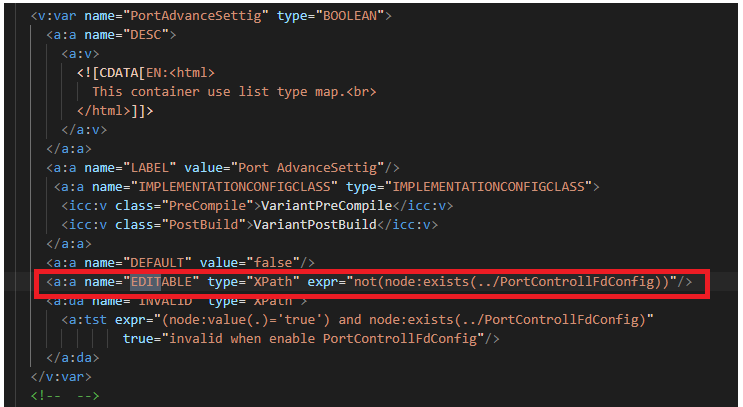 <v:var name="PortAdvanceSettig" type="BOOLEAN">
<a:a name="DESC">
<a:v>
<![CDATA[EN:<html>
This container use list type map.<br>
</html>]]>
</a:v>
</a:a>
<a:a name="LABEL" value="Port AdvanceSettig"/>
<a:a name="IMPLEMENTATIONCONFIGCLASS" type="IMPLEMENTATIONCONFIGCLASS">
<icc:v class="PreCompile">VariantPreCompile</icc:v>
<icc:v class="PostBuild">VariantPostBuild</icc:v>
</a:a>
<a:a name="DEFAULT" value="false"/>
<a:a name="EDITABLE" type="XPath" expr="not(node:exists(../PortControllFdConfig))"/>
<a:da name="INVALID" type="XPath">
<a:tst expr="(node:value(.)='true') and node:exists(../PortControllFdConfig)"
true="invalid when enable PortControllFdConfig"/>
</a:da>
</v:var>
<!-- -->